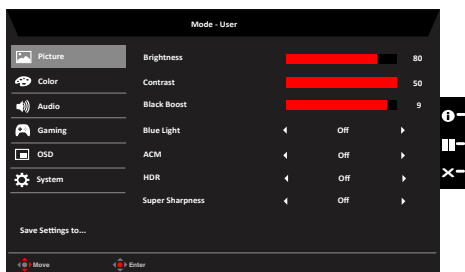 Mode - User
Picture
Color
Audio
Gaming
OSD
System
Save Settings to...
Brightness 80
Contrast 50
Black Boost 9
Blue Light Off
ACM Off
HDR Off
Super Sharpness Off
Move Enter